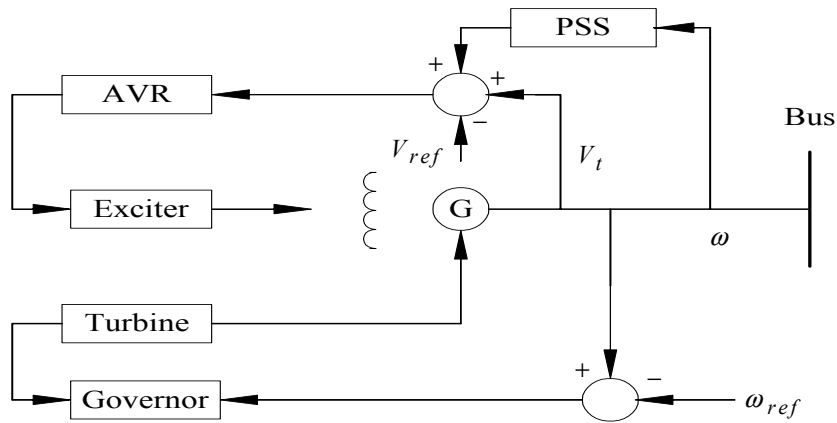 PSS
+
+
AVR
−
Bus
V_ref
V_t
Exciter
G
ω
Turbine
+
−
Governor
ω_ref